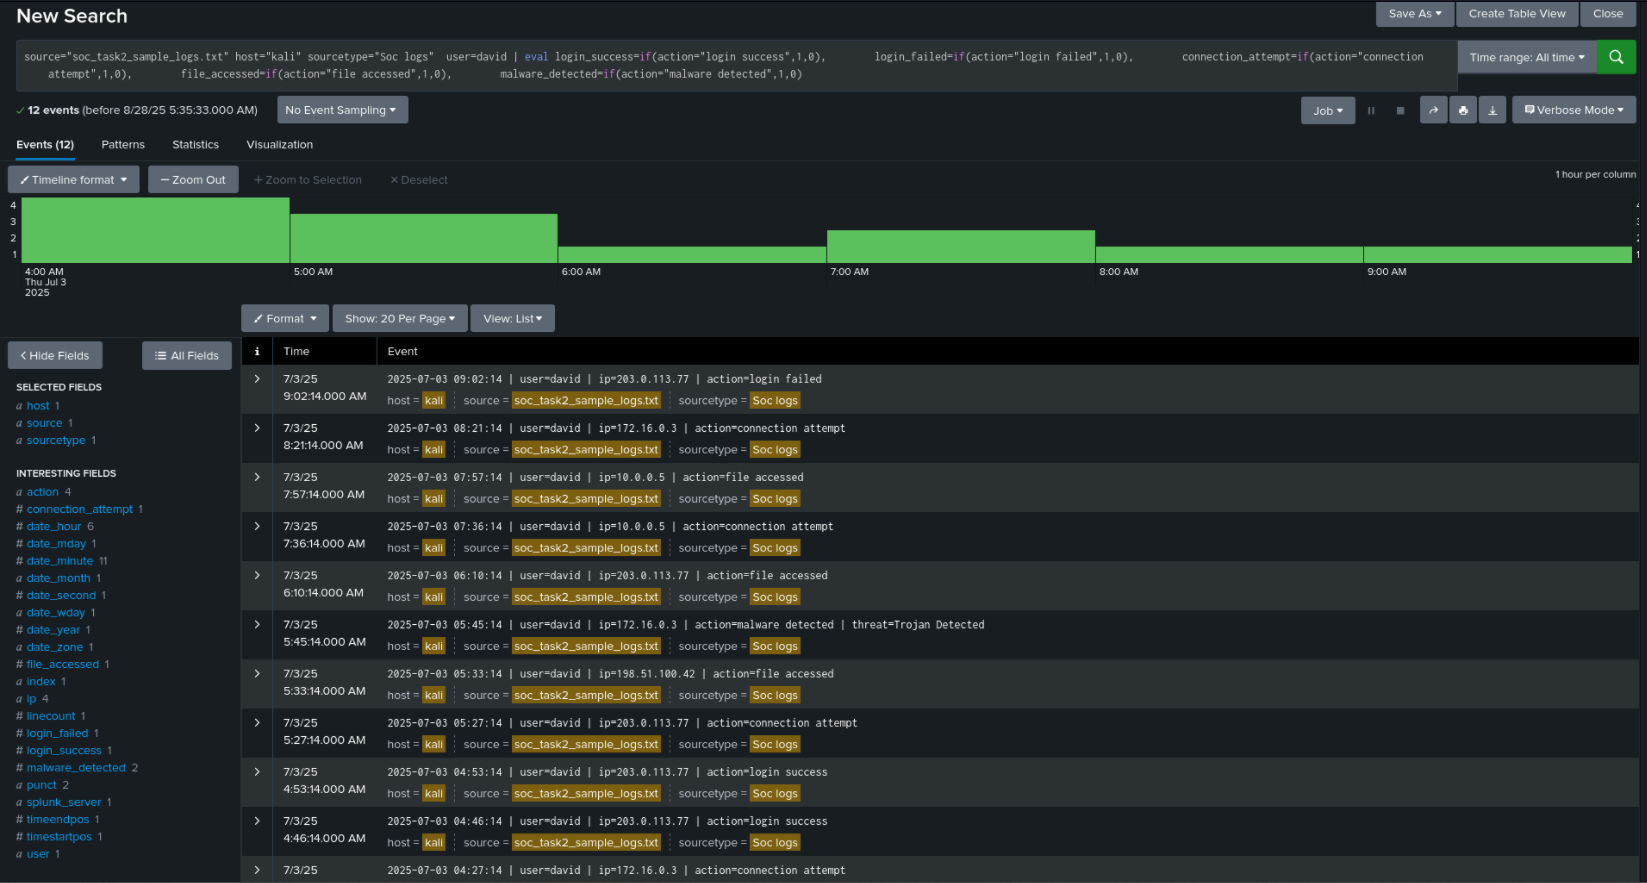 New Search
Save As
Create Table View
Close
source="soc_task2_sample_logs.txt" host="kali" sourcetype="Soc logs"  user=david | eval login_success=if(action="login success",1,0),        login_failed=if(action="login failed",1,0),        connection_attempt=if(action="connection
attempt",1,0),        file_accessed=if(action="file accessed",1,0),        malware_detected=if(action="malware detected",1,0)
Time range: All time
12 events (before 8/28/25 5:35:33.000 AM)
No Event Sampling
Job
Verbose Mode
Events (12)
Patterns
Statistics
Visualization
Timeline format
Zoom Out
+ Zoom to Selection
× Deselect
1 hour per column
4
3
2
1
4:00 AM
Thu Jul 3
2025
5:00 AM
6:00 AM
7:00 AM
8:00 AM
9:00 AM
Format
Show: 20 Per Page
View: List
Hide Fields
All Fields
SELECTED FIELDS
a host 1
a source 1
a sourcetype 1
INTERESTING FIELDS
a action 4
# connection_attempt 1
# date_hour 6
# date_mday 1
# date_minute 11
a date_month 1
# date_second 1
a date_wday 1
# date_year 1
a date_zone 1
# file_accessed 1
a index 1
a ip 4
# linecount 1
# login_failed 1
# login_success 1
# malware_detected 2
a punct 2
a splunk_server 1
# timeendpos 1
# timestartpos 1
a user 1
i Time Event
7/3/25
9:02:14.000 AM
2025-07-03 09:02:14 | user=david | ip=203.0.113.77 | action=login failed
host = kali source = soc_task2_sample_logs.txt sourcetype = Soc logs
7/3/25
8:21:14.000 AM
2025-07-03 08:21:14 | user=david | ip=172.16.0.3 | action=connection attempt
host = kali source = soc_task2_sample_logs.txt sourcetype = Soc logs
7/3/25
7:57:14.000 AM
2025-07-03 07:57:14 | user=david | ip=10.0.0.5 | action=file accessed
host = kali source = soc_task2_sample_logs.txt sourcetype = Soc logs
7/3/25
7:36:14.000 AM
2025-07-03 07:36:14 | user=david | ip=10.0.0.5 | action=connection attempt
host = kali source = soc_task2_sample_logs.txt sourcetype = Soc logs
7/3/25
6:10:14.000 AM
2025-07-03 06:10:14 | user=david | ip=203.0.113.77 | action=file accessed
host = kali source = soc_task2_sample_logs.txt sourcetype = Soc logs
7/3/25
5:45:14.000 AM
2025-07-03 05:45:14 | user=david | ip=172.16.0.3 | action=malware detected | threat=Trojan Detected
host = kali source = soc_task2_sample_logs.txt sourcetype = Soc logs
7/3/25
5:33:14.000 AM
2025-07-03 05:33:14 | user=david | ip=198.51.100.42 | action=file accessed
host = kali source = soc_task2_sample_logs.txt sourcetype = Soc logs
7/3/25
5:27:14.000 AM
2025-07-03 05:27:14 | user=david | ip=203.0.113.77 | action=connection attempt
host = kali source = soc_task2_sample_logs.txt sourcetype = Soc logs
7/3/25
4:53:14.000 AM
2025-07-03 04:53:14 | user=david | ip=203.0.113.77 | action=login success
host = kali source = soc_task2_sample_logs.txt sourcetype = Soc logs
7/3/25
4:46:14.000 AM
2025-07-03 04:46:14 | user=david | ip=203.0.113.77 | action=login success
host = kali source = soc_task2_sample_logs.txt sourcetype = Soc logs
7/3/25
2025-07-03 04:27:14 | user=david | ip=172.16.0.3 | action=connection attempt